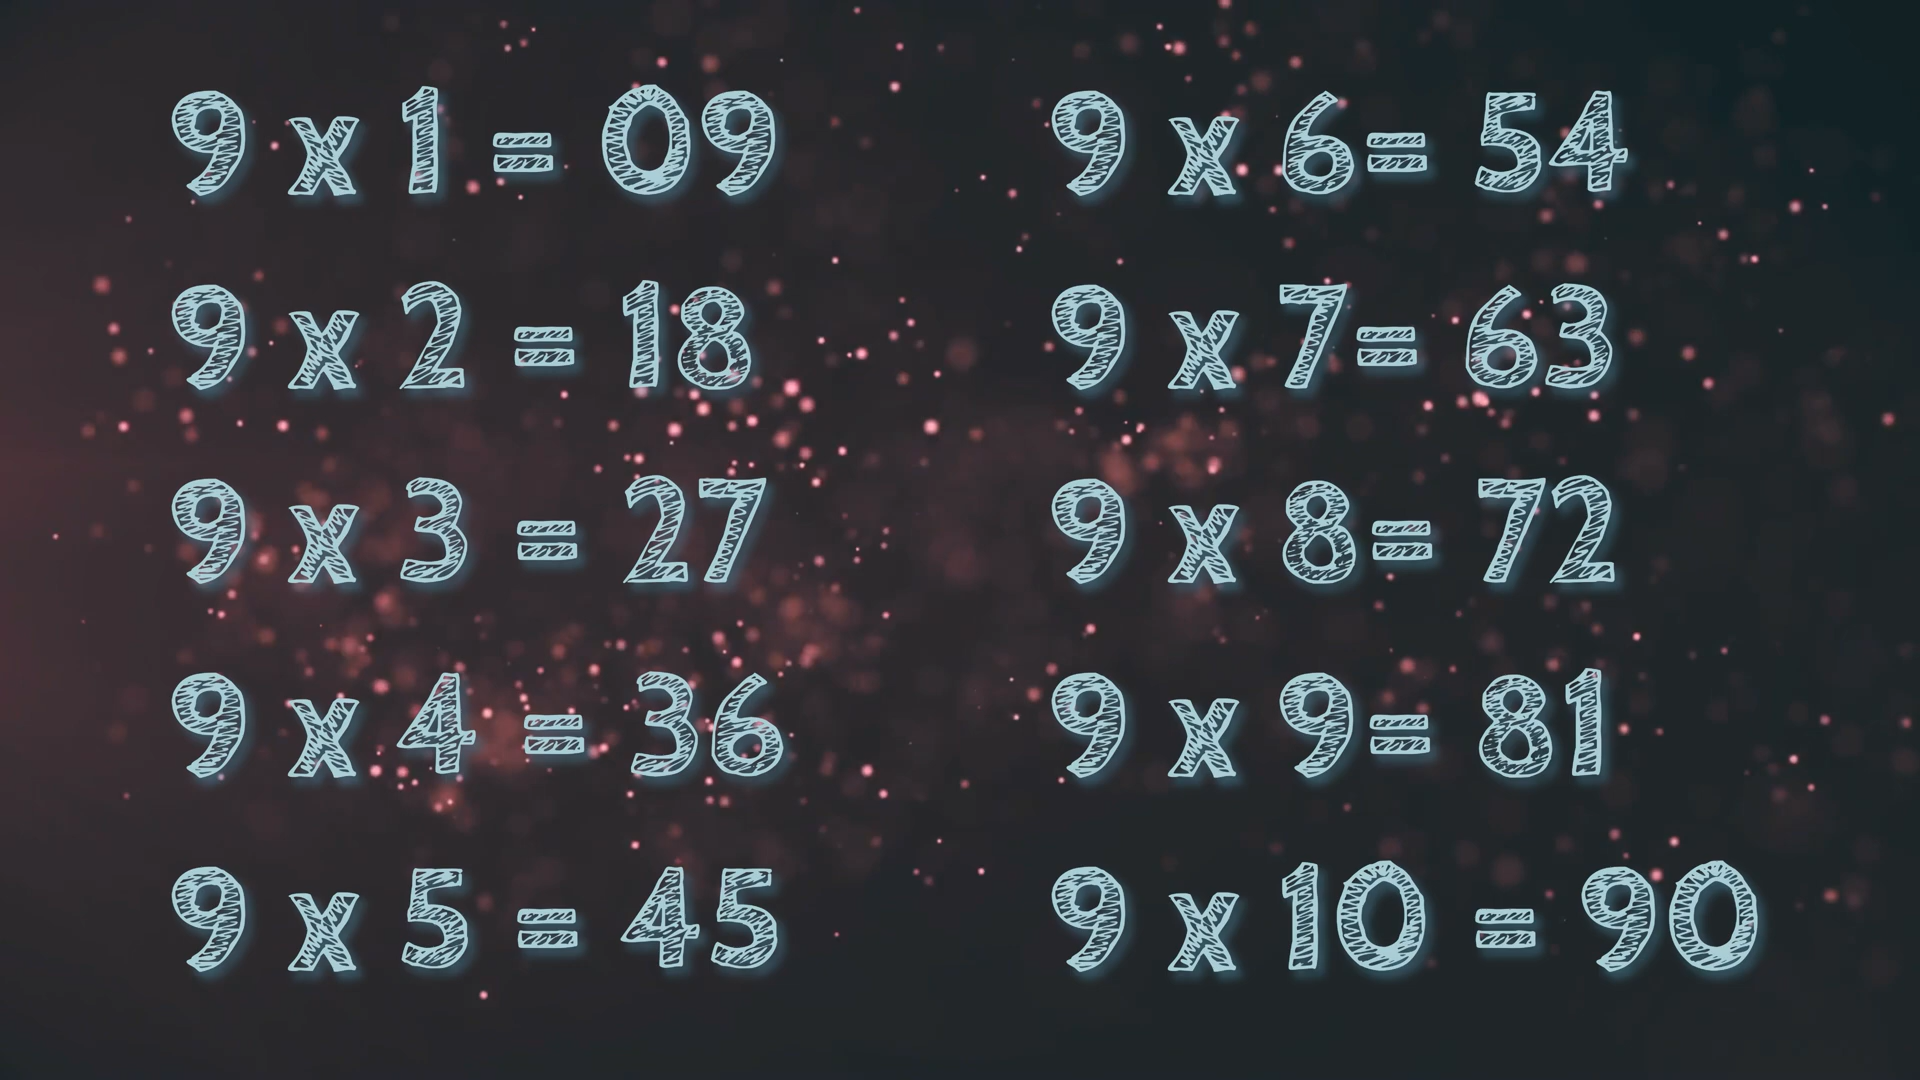 9 x 1 = 09
9 x 2 = 18
9 x 3 = 27
9 x 4 = 36
9 x 5 = 45
9 x 6= 54
9 x 7= 63
9 x 8= 72
9 x 9= 81
9 x 10 = 90